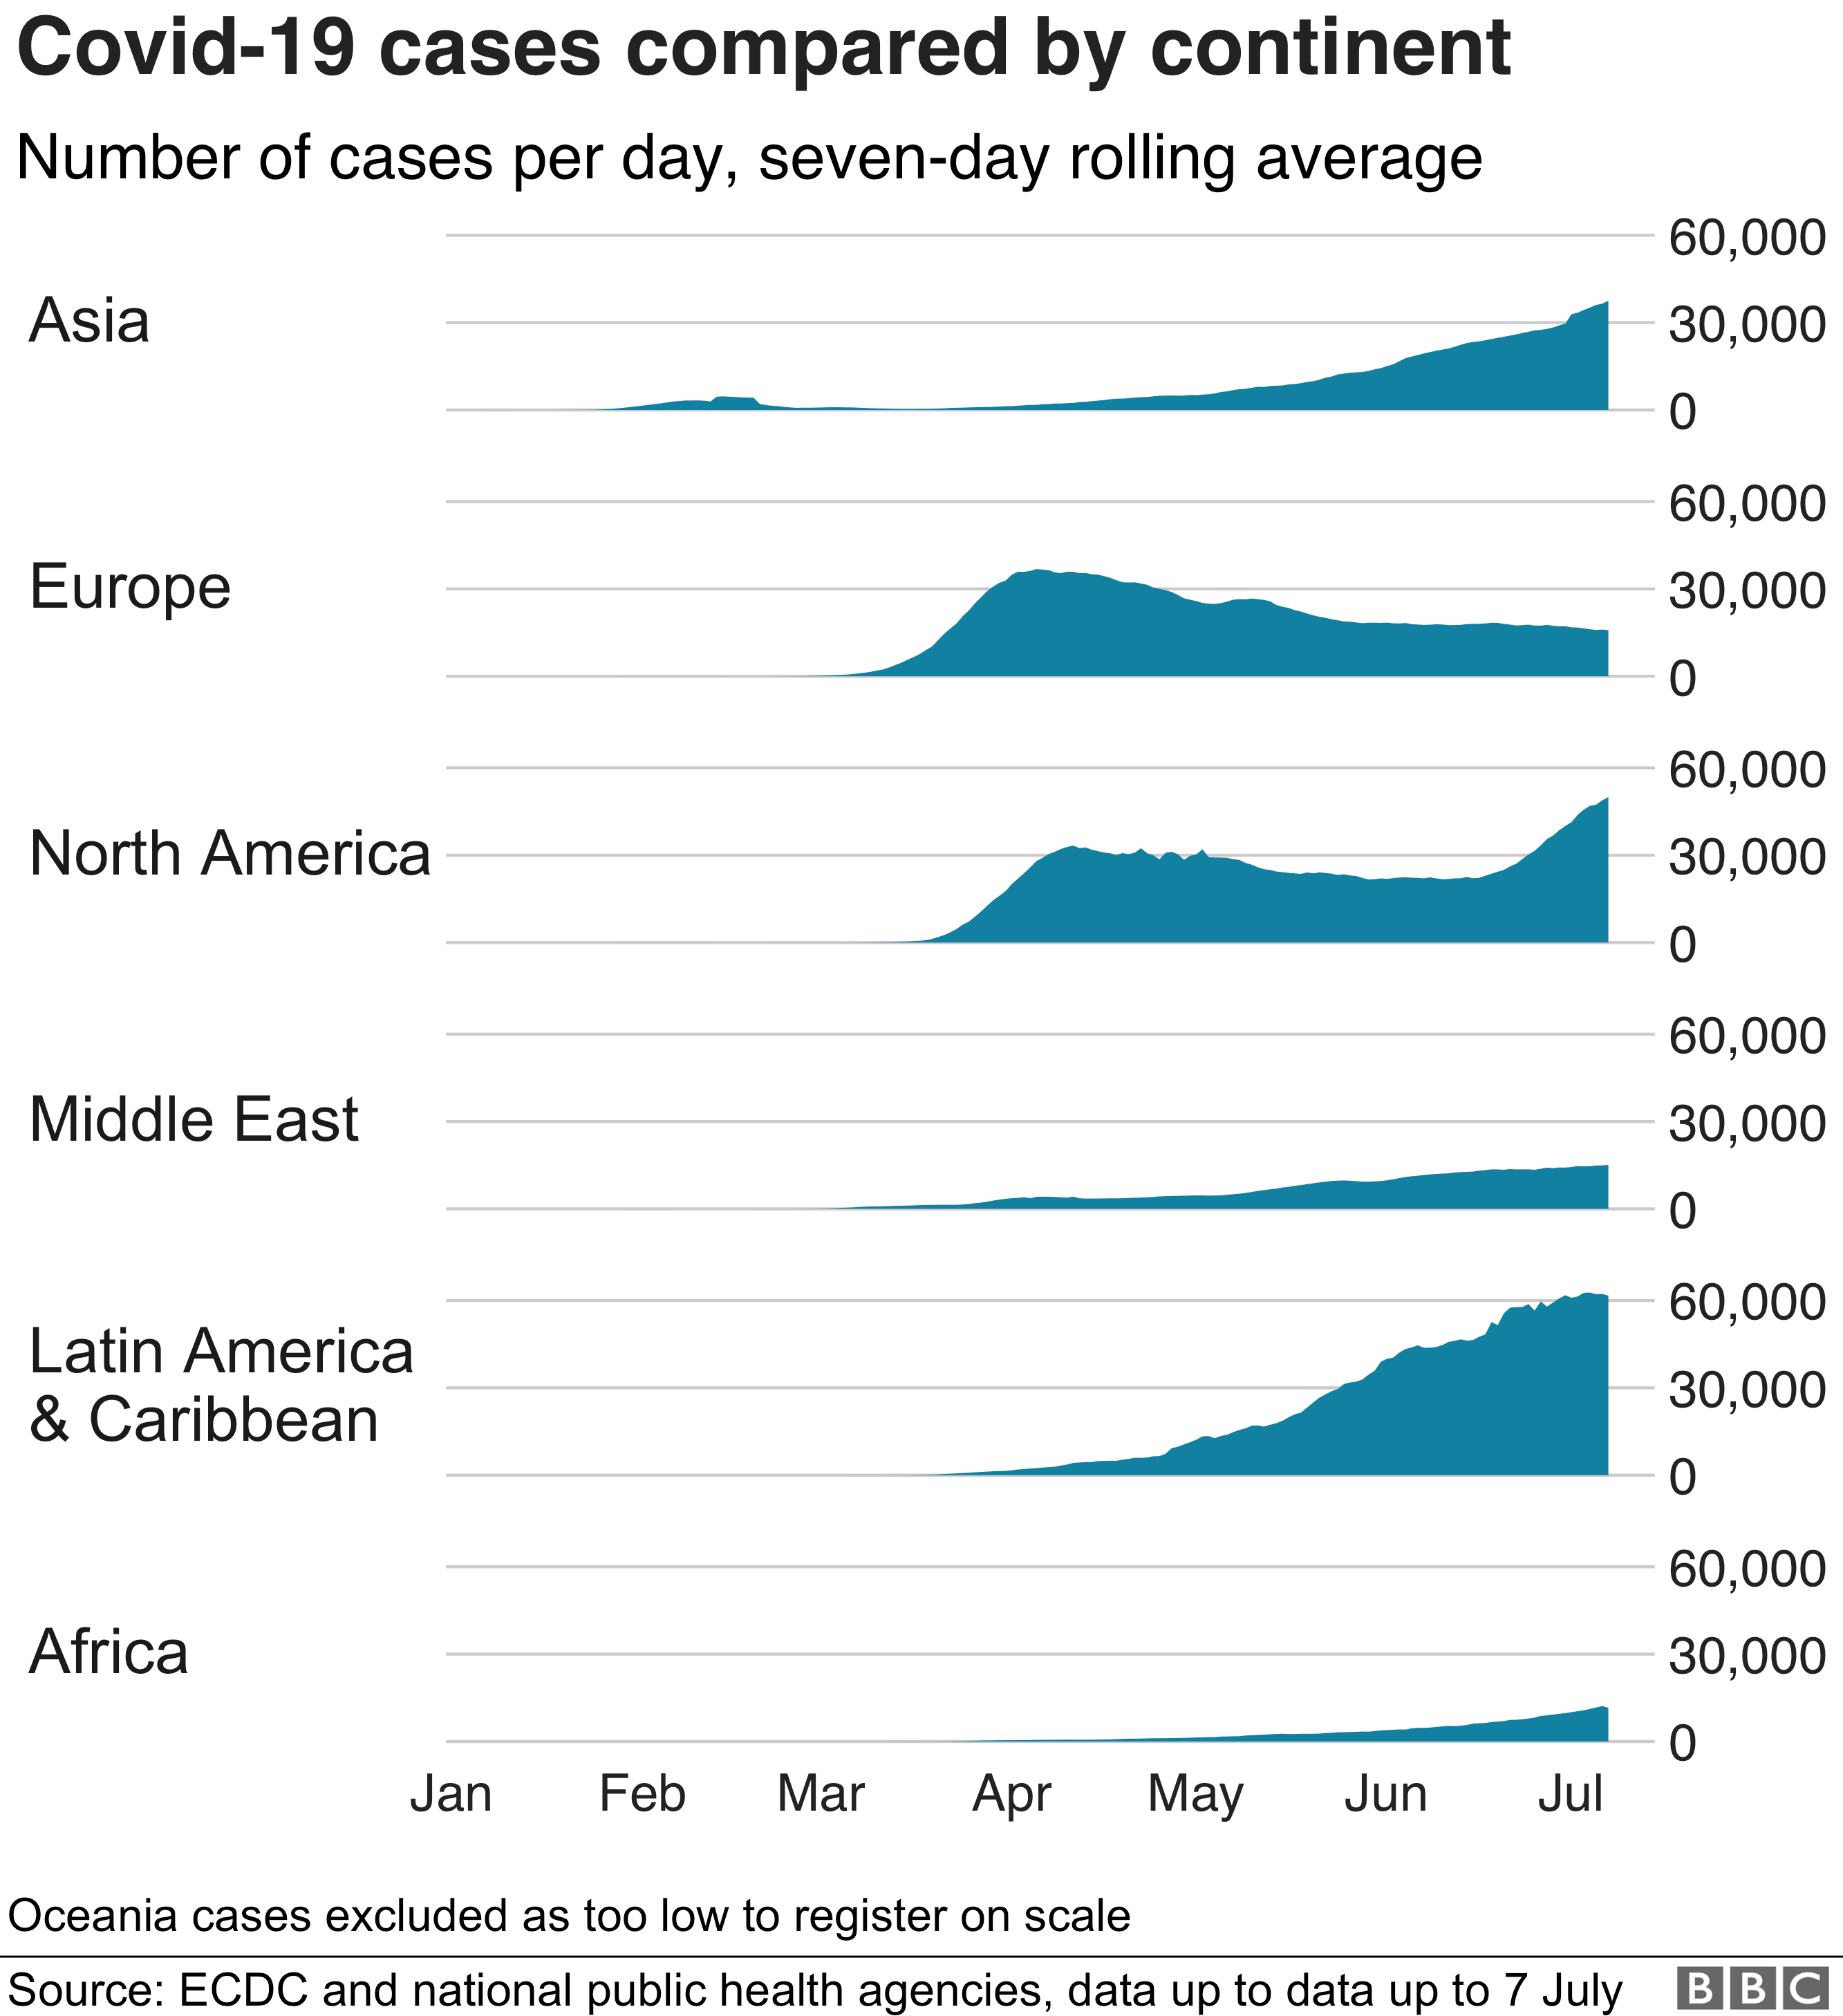 Covid-19 cases compared by continent
Number of cases per day, seven-day rolling average
60,000
Asia
30,000
0
60,000
Europe
30,000
0
60,000
North America
30,000
0
60,000
Middle East
30,000
0
60,000
Latin America
& Caribbean
30,000
0
60,000
Africa
30,000
0
Jan Feb Mar Apr May Jun Jul
Oceania cases excluded as too low to register on scale
Source: ECDC and national public health agencies, data up to data up to 7 July
BBC